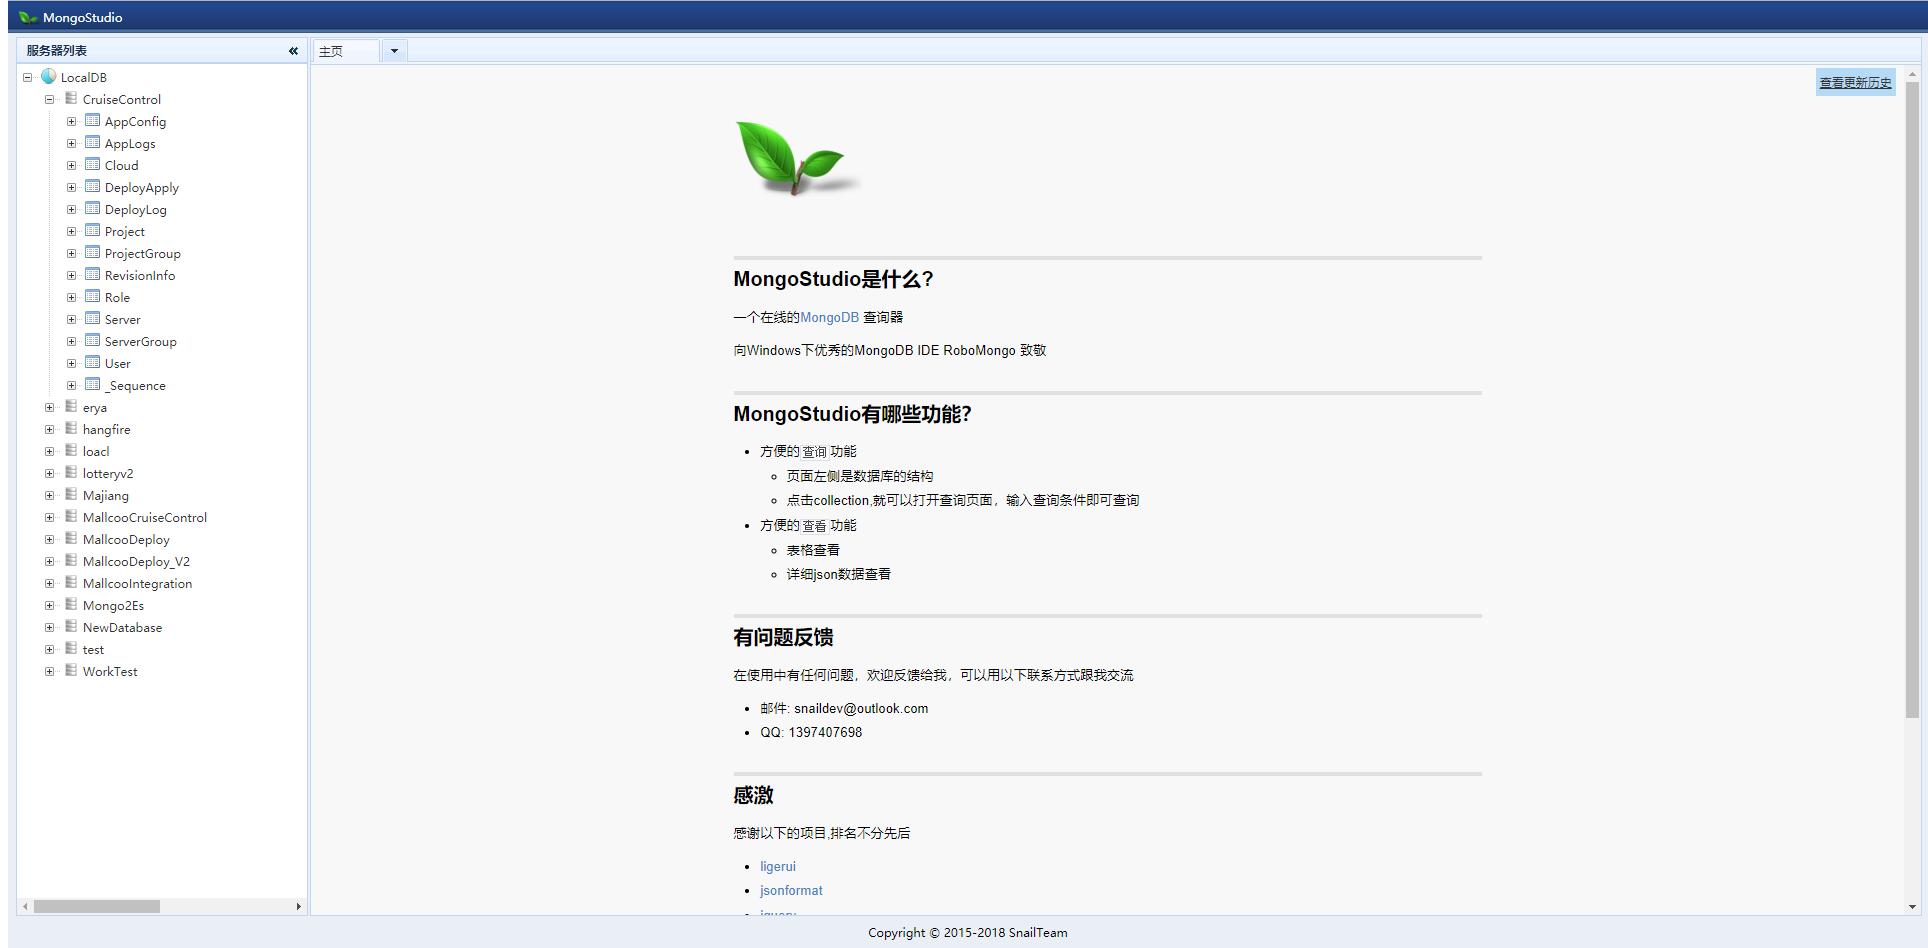 MongoStudio
服务器列表
主页
LocalDB
CruiseControl
AppConfig
AppLogs
Cloud
DeployApply
DeployLog
Project
ProjectGroup
RevisionInfo
Role
Server
ServerGroup
User
_Sequence
erya
hangfire
loacl
lotteryv2
Majiang
MallcooCruiseControl
MallcooDeploy
MallcooDeploy_V2
MallcooIntegration
Mongo2Es
NewDatabase
test
WorkTest
查看更新历史
MongoStudio是什么?
一个在线的MongoDB 查询器
向Windows下优秀的MongoDB IDE RoboMongo 致敬
MongoStudio有哪些功能?
方便的查询功能
页面左侧是数据库的结构
点击collection,就可以打开查询页面，输入查询条件即可查询
方便的查看功能
表格查看
详细json数据查看
有问题反馈
在使用中有任何问题，欢迎反馈给我，可以用以下联系方式跟我交流
邮件: snaildev@outlook.com
QQ: 1397407698
感激
感谢以下的项目,排名不分先后
ligerui
jsonformat
jquery
Copyright © 2015-2018 SnailTeam